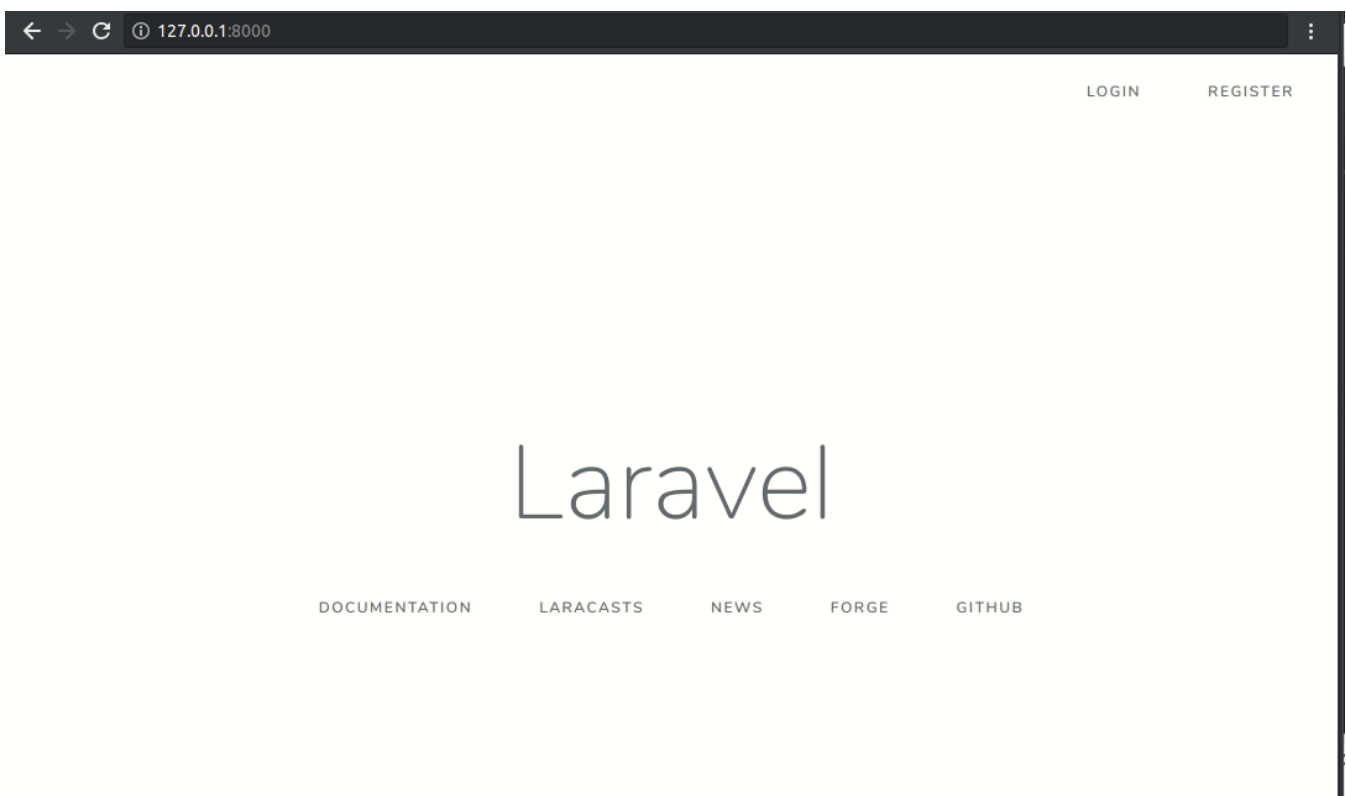 127.0.0.1:8000
LOGIN REGISTER
Laravel
DOCUMENTATION LARACASTS NEWS FORGE GITHUB